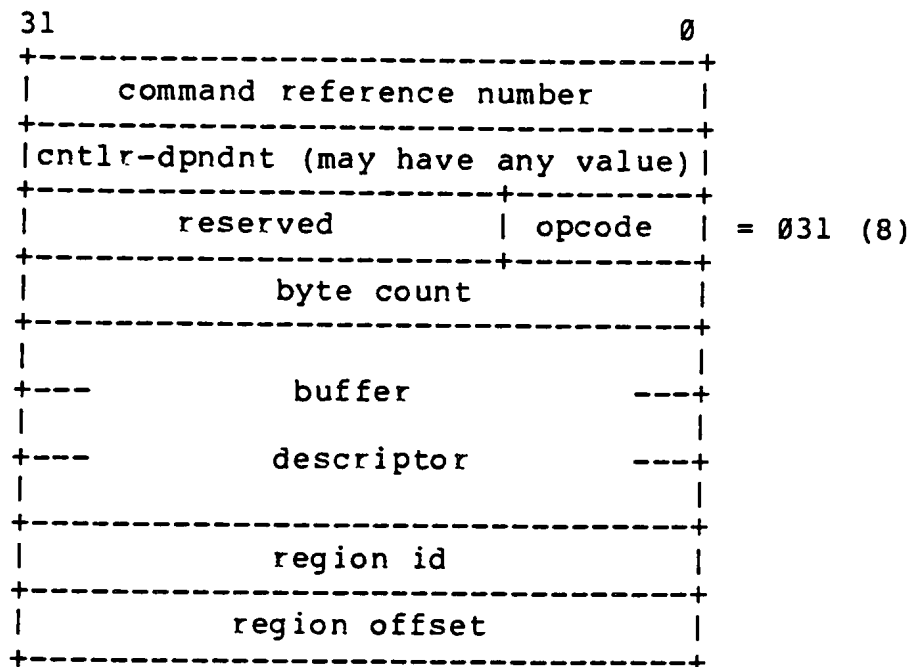 31 0
command reference number
cntlr-dpndnt (may have any value)
reserved | opcode | = 031 (8)
byte count
buffer
descriptor
region id
region offset